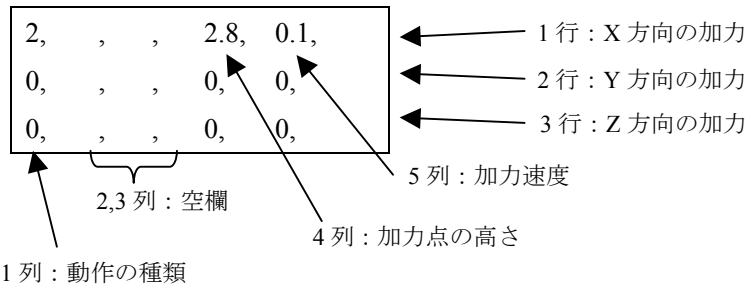 2, , , 2.8, 0.1,
0, , , 0, 0,
0, , , 0, 0,
1 行：X 方向の加力
2 行：Y 方向の加力
3 行：Z 方向の加力
5 列：加力速度
2,3 列：空欄
4 列：加力点の高さ
1 列：動作の種類